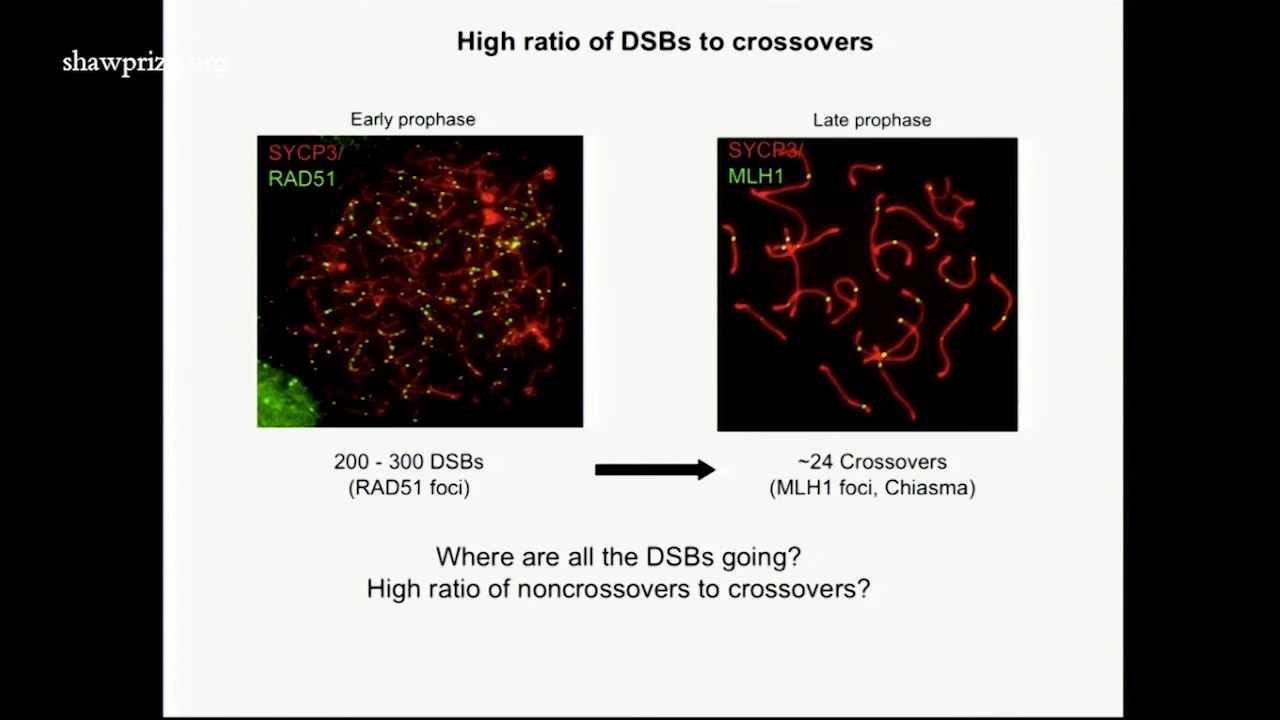 High ratio of DSBs to crossovers
shawprize.org
Early prophase
Late prophase
SYCP3/
RAD51
SYCP3/
MLH1
200 - 300 DSBs
(RAD51 foci)
~24 Crossovers
(MLH1 foci, Chiasma)
Where are all the DSBs going?
High ratio of noncrossovers to crossovers?